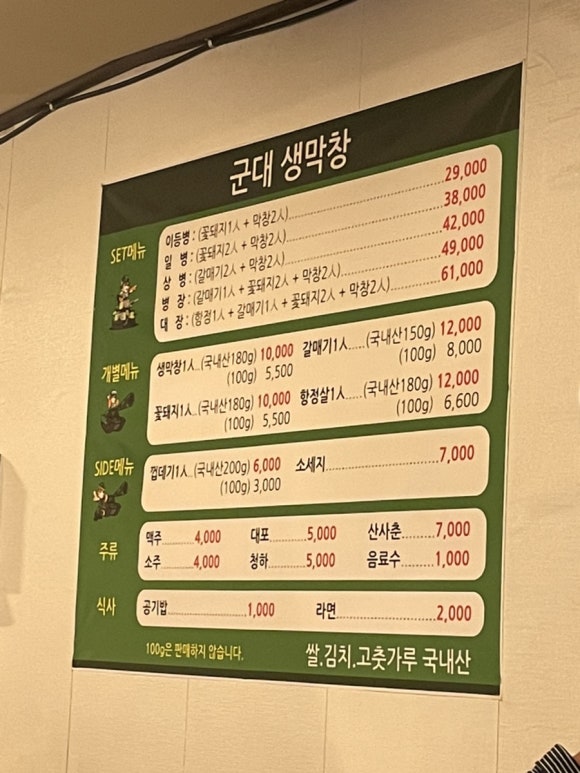 군대 생막창
SET메뉴
이등병 : (꽃돼지1人 + 막창2人)........29,000
일 병 : (꽃돼지2人 + 막창2人)........38,000
상 병 : (갈매기2人 + 막창2人)........42,000
병 장 : (갈매기1人 + 꽃돼지2人 + 막창2人)........49,000
대 장 : (항정1人 + 갈매기1人 + 꽃돼지2人 + 막창2人)........61,000
개별메뉴
생막창1人..(국내산180g) 10,000 갈매기1人.....(국내산150g) 12,000
(100g) 5,500 (100g) 8,000
꽃돼지1人..(국내산180g) 10,000 항정살1人.....(국내산180g) 12,000
(100g) 5,500 (100g) 6,600
SIDE메뉴
껍데기1人..(국내산200g) 6,000 소세지........7,000
(100g) 3,000
주류
맥주........4,000 대포........5,000 산사춘........7,000
소주........4,000 청하........5,000 음료수........1,000
식사
공기밥........1,000 라면........2,000
100g은 판매하지 않습니다.
쌀.김치.고춧가루 국내산